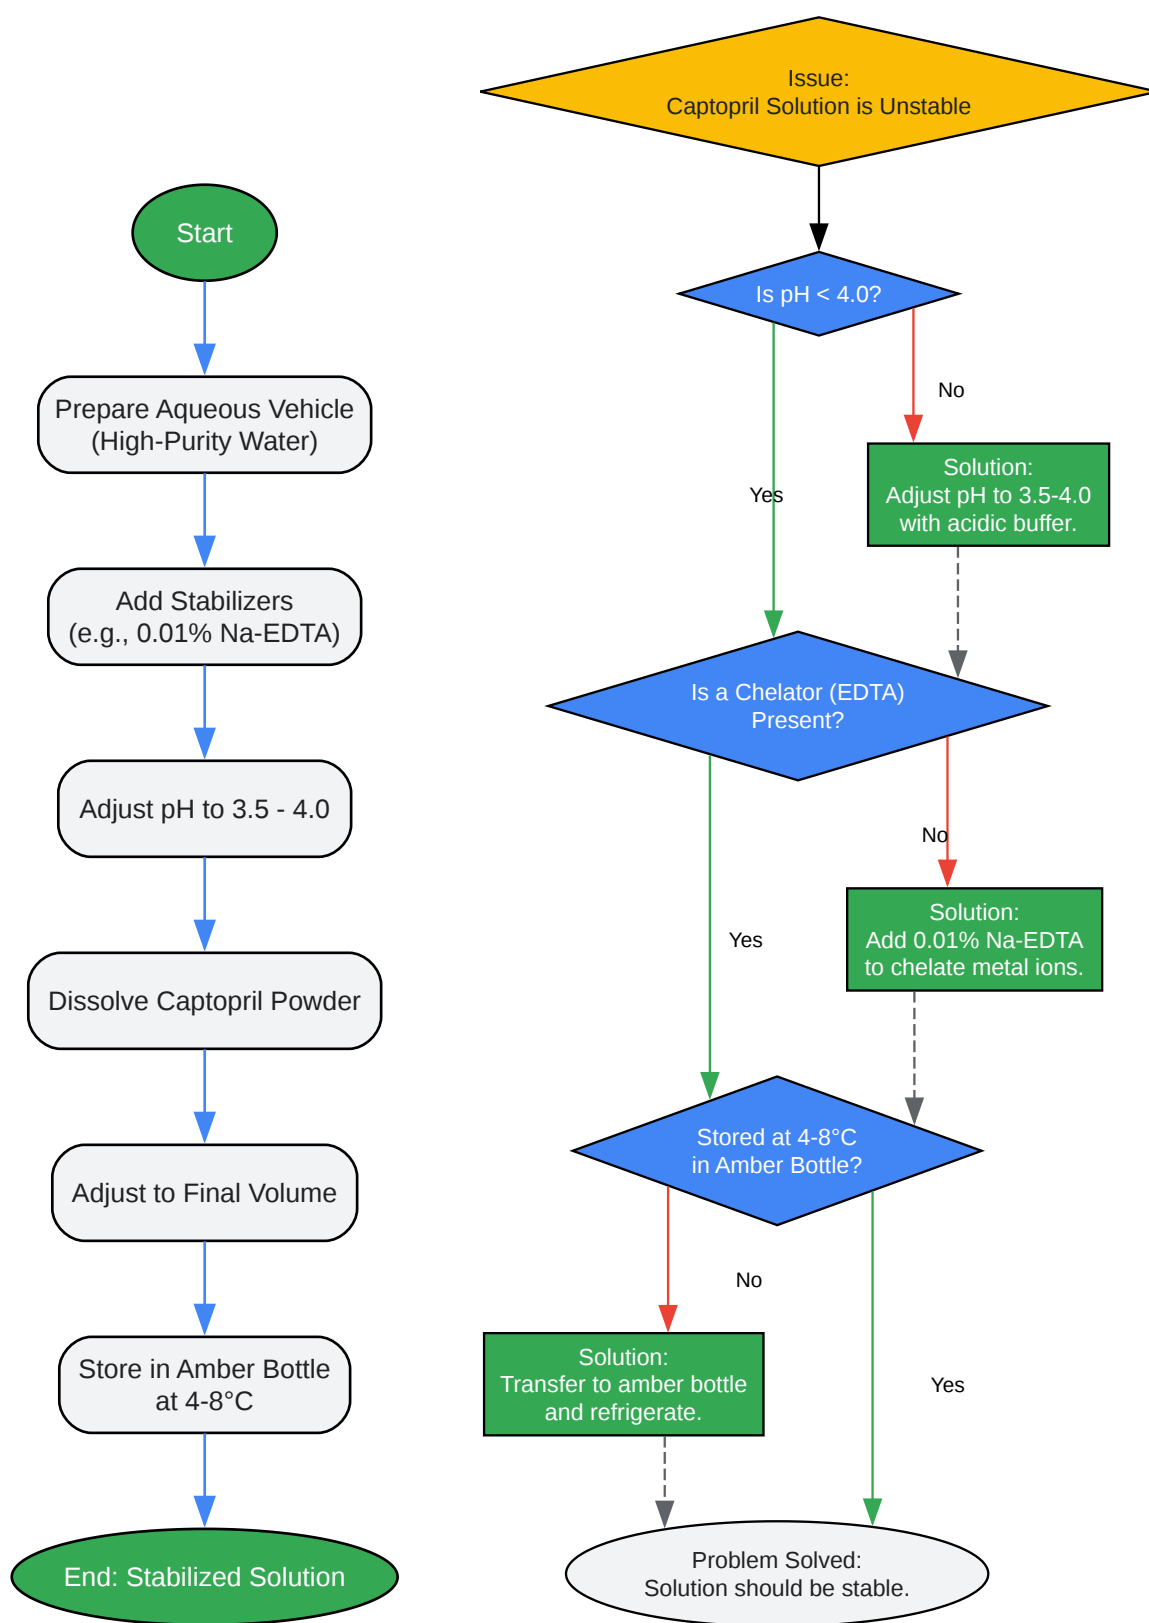 Start
Prepare Aqueous Vehicle
(High-Purity Water)
Add Stabilizers
(e.g., 0.01% Na-EDTA)
Adjust pH to 3.5 - 4.0
Dissolve Captopril Powder
Adjust to Final Volume
Store in Amber Bottle
at 4-8°C
End: Stabilized Solution
Issue:
Captopril Solution is Unstable
Is pH < 4.0?
No
Yes
Solution:
Adjust pH to 3.5-4.0
with acidic buffer.
Is a Chelator (EDTA)
Present?
No
Yes
Solution:
Add 0.01% Na-EDTA
to chelate metal ions.
Stored at 4-8°C
in Amber Bottle?
No
Yes
Solution:
Transfer to amber bottle
and refrigerate.
Problem Solved:
Solution should be stable.